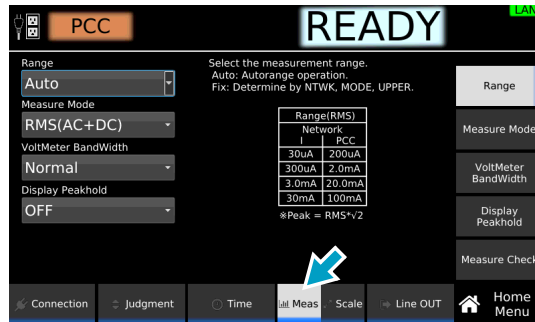 PCC
READY
LAN
Range
Auto
Measure Mode
RMS(AC+DC)
VoltMeter BandWidth
Normal
Display Peakhold
OFF
Select the measurement range.
Auto: Autorange operation.
Fix: Determine by NTWK, MODE, UPPER.
Range(RMS)
Network
I PCC
30uA 200uA
300uA 2.0mA
3.0mA 20.0mA
30mA 100mA
※Peak = RMS*√2
Range
Measure Mode
VoltMeter
BandWidth
Display
Peakhold
Measure Check
Connection Judgment Time Meas Scale Line OUT
Home
Menu